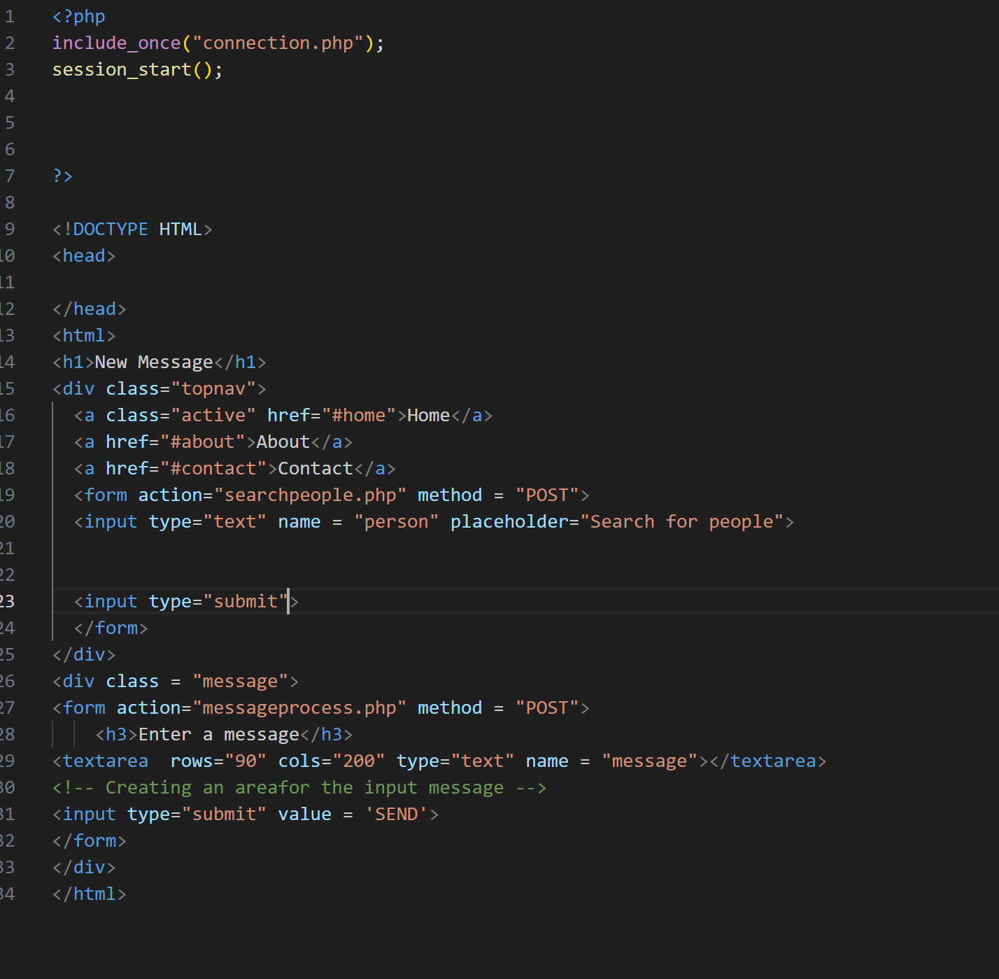 1 <?php
2 include_once("connection.php");
3 session_start();
4
5
6
7 ?>
8
9 <!DOCTYPE HTML>
10 <head>
11
12 </head>
13 <html>
14 <h1>New Message</h1>
15 <div class="topnav">
16   <a class="active" href="#home">Home</a>
17   <a href="#about">About</a>
18   <a href="#contact">Contact</a>
19   <form action="searchpeople.php" method = "POST">
20   <input type="text" name = "person" placeholder="Search for people">
21
22
23   <input type="submit">
24   </form>
25 </div>
26 <div class = "message">
27 <form action="messageprocess.php" method = "POST">
28     <h3>Enter a message</h3>
29 <textarea  rows="90" cols="200" type="text" name = "message"></textarea>
30 <!-- Creating an areafor the input message -->
31 <input type="submit" value = 'SEND'>
32 </form>
33 </div>
34 </html>